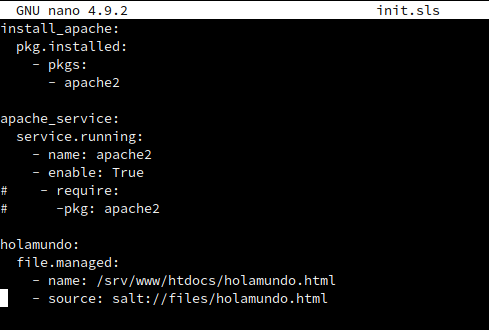 GNU nano 4.9.2 init.sls
install_apache:
  pkg.installed:
    - pkgs:
      - apache2

apache_service:
  service.running:
    - name: apache2
    - enable: True
#    - require:
#      -pkg: apache2

holamundo:
  file.managed:
    - name: /srv/www/htdocs/holamundo.html
    - source: salt://files/holamundo.html